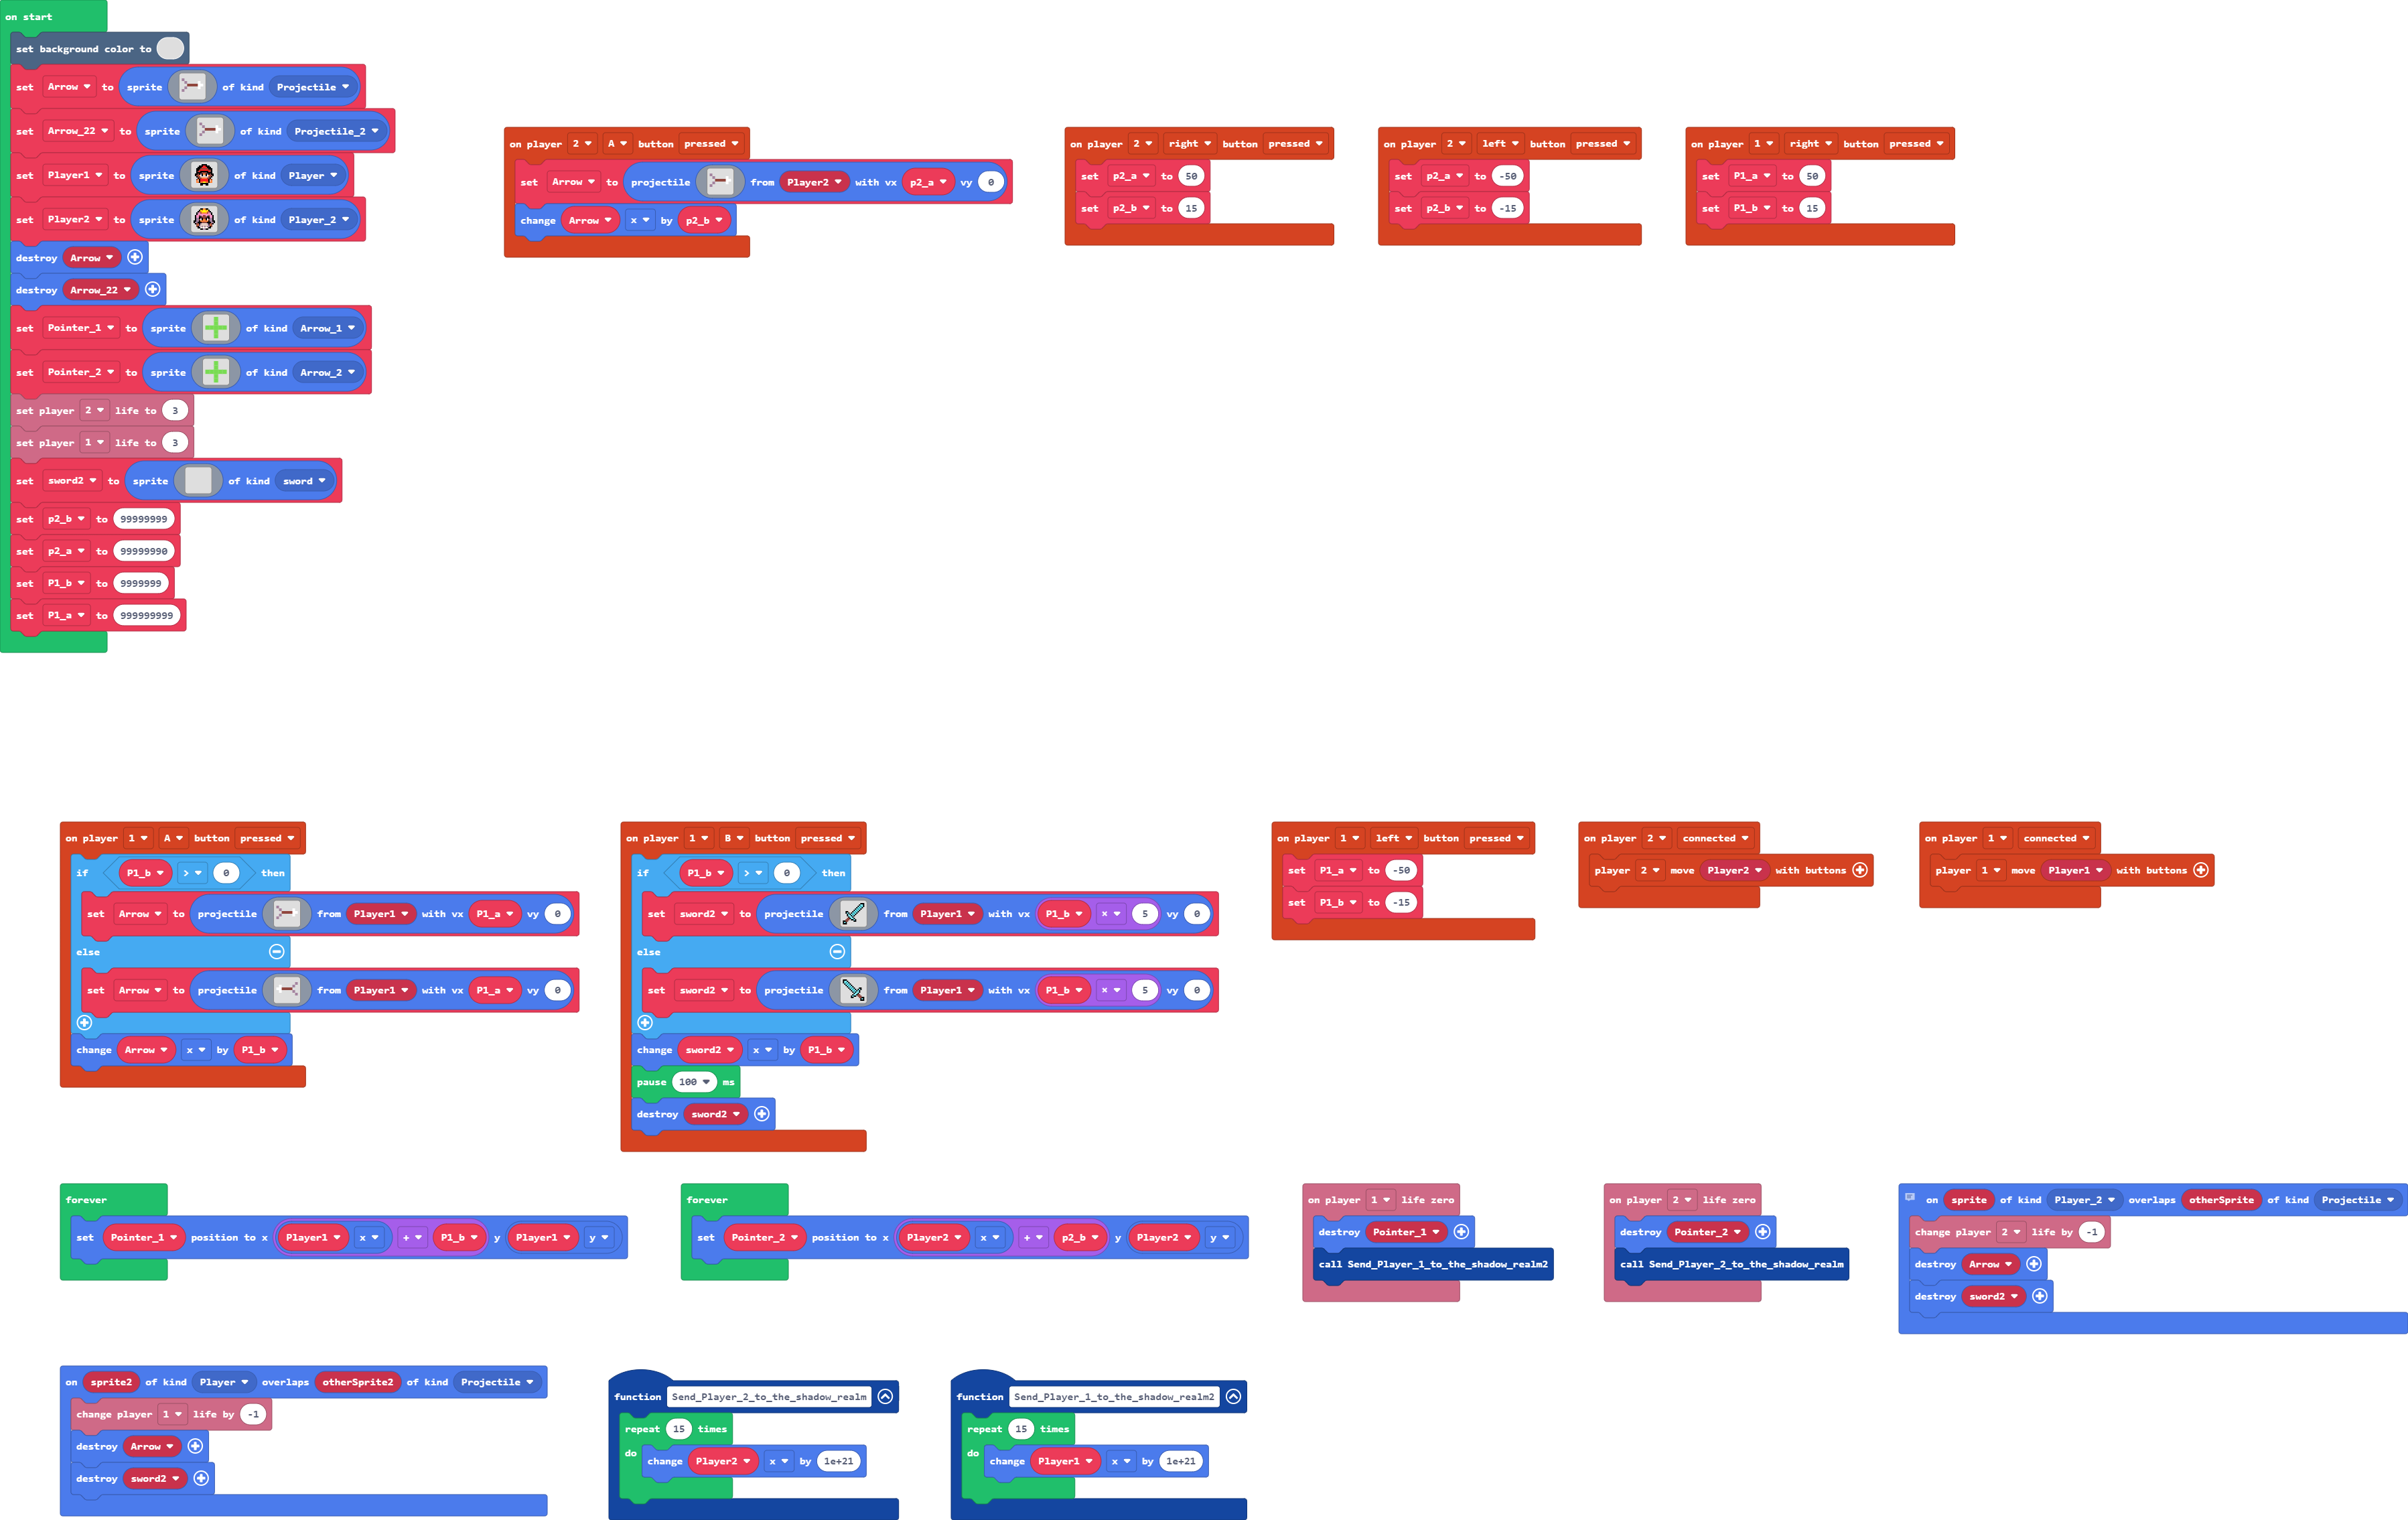 on start
set background color to
set Arrow to sprite of kind Projectile
set Arrow_22 to sprite of kind Projectile_2
set Player1 to sprite of kind Player
set Player2 to sprite of kind Player_2
destroy Arrow
destroy Arrow_22
set Pointer_1 to sprite of kind Arrow_1
set Pointer_2 to sprite of kind Arrow_2
set player 2 life to 3
set player 1 life to 3
set sword2 to sprite of kind sword
set p2_b to 99999999
set p2_a to 99999990
set P1_b to 9999999
set P1_a to 999999999
on player 2 A button pressed
set Arrow to projectile from Player2 with vx p2_a vy 0
change Arrow x by p2_b
on player 2 right button pressed
set p2_a to 50
set p2_b to 15
on player 2 left button pressed
set p2_a to -50
set p2_b to -15
on player 1 right button pressed
set P1_a to 50
set P1_b to 15
on player 1 A button pressed
if P1_b > 0 then
set Arrow to projectile from Player1 with vx P1_a vy 0
else
set Arrow to projectile from Player1 with vx P1_a vy 0
change Arrow x by P1_b
on player 1 B button pressed
if P1_b > 0 then
set sword2 to projectile from Player1 with vx P1_b × 5 vy 0
else
set sword2 to projectile from Player1 with vx P1_b × 5 vy 0
change sword2 x by P1_b
pause 100 ms
destroy sword2
on player 1 left button pressed
set P1_a to -50
set P1_b to -15
on player 2 connected
player 2 move Player2 with buttons
on player 1 connected
player 1 move Player1 with buttons
forever
set Pointer_1 position to x Player1 x + P1_b y Player1 y
forever
set Pointer_2 position to x Player2 x + p2_b y Player2 y
on player 1 life zero
destroy Pointer_1
call Send_Player_1_to_the_shadow_realm2
on player 2 life zero
destroy Pointer_2
call Send_Player_2_to_the_shadow_realm
on sprite of kind Player_2 overlaps otherSprite of kind Projectile
change player 2 life by -1
destroy Arrow
destroy sword2
on sprite2 of kind Player overlaps otherSprite2 of kind Projectile
change player 1 life by -1
destroy Arrow
destroy sword2
function Send_Player_2_to_the_shadow_realm
repeat 15 times
do change Player2 x by 1e+21
function Send_Player_1_to_the_shadow_realm2
repeat 15 times
do change Player1 x by 1e+21